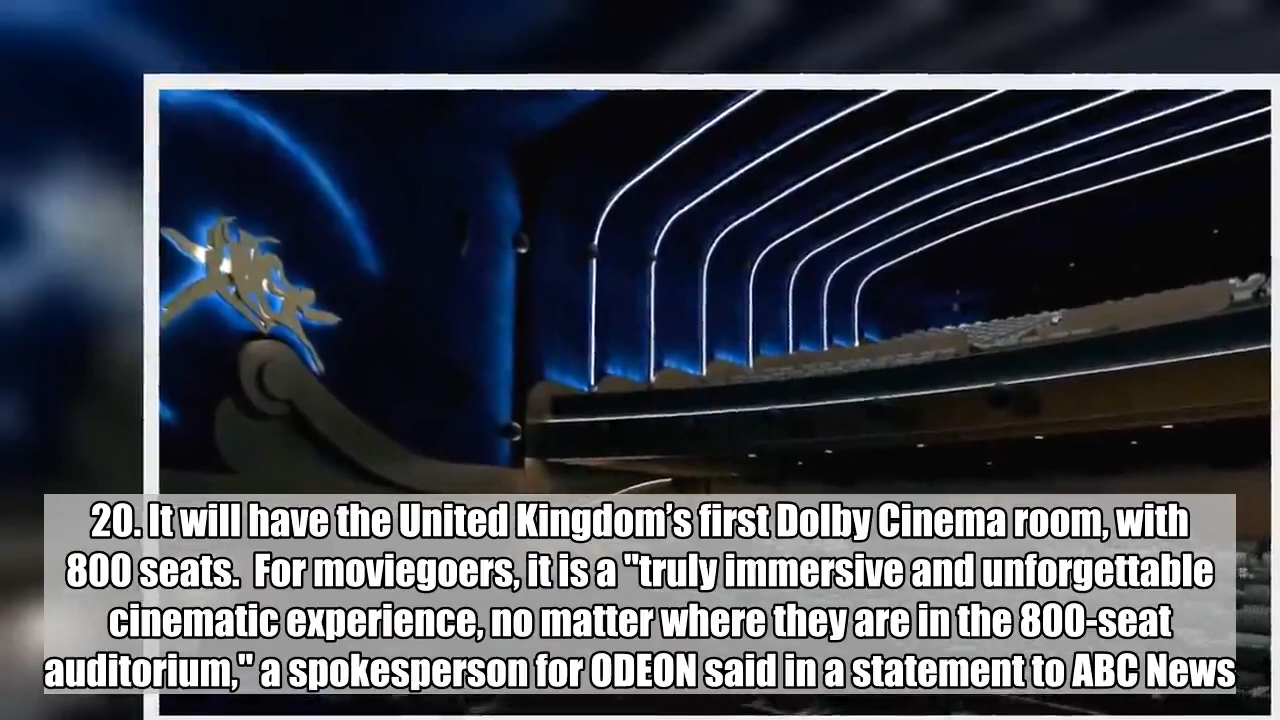 20. It will have the United Kingdom’s first Dolby Cinema room, with
800 seats.  For moviegoers, it is a "truly immersive and unforgettable
cinematic experience, no matter where they are in the 800-seat
auditorium," a spokesperson for ODEON said in a statement to ABC News